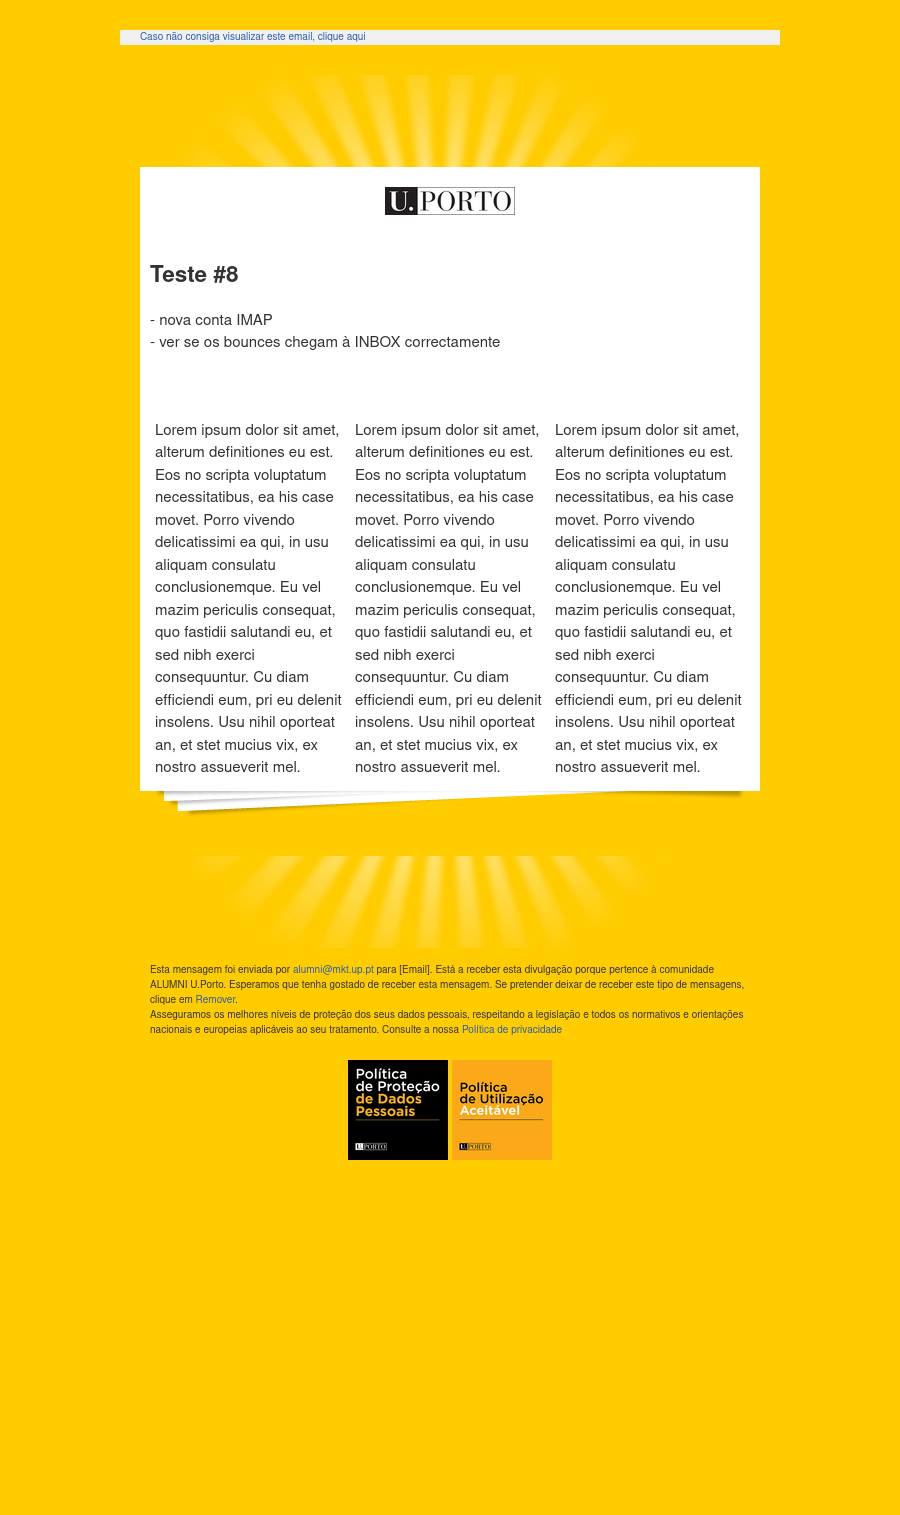 Caso não consiga visualizar este email, clique aqui
U.PORTO
Teste #8
- nova conta IMAP
- ver se os bounces chegam à INBOX correctamente
Lorem ipsum dolor sit amet,
alterum definitiones eu est.
Eos no scripta voluptatum
necessitatibus, ea his case
movet. Porro vivendo
delicatissimi ea qui, in usu
aliquam consulatu
conclusionemque. Eu vel
mazim periculis consequat,
quo fastidii salutandi eu, et
sed nibh exerci
consequuntur. Cu diam
efficiendi eum, pri eu delenit
insolens. Usu nihil oporteat
an, et stet mucius vix, ex
nostro assueverit mel.
Lorem ipsum dolor sit amet,
alterum definitiones eu est.
Eos no scripta voluptatum
necessitatibus, ea his case
movet. Porro vivendo
delicatissimi ea qui, in usu
aliquam consulatu
conclusionemque. Eu vel
mazim periculis consequat,
quo fastidii salutandi eu, et
sed nibh exerci
consequuntur. Cu diam
efficiendi eum, pri eu delenit
insolens. Usu nihil oporteat
an, et stet mucius vix, ex
nostro assueverit mel.
Lorem ipsum dolor sit amet,
alterum definitiones eu est.
Eos no scripta voluptatum
necessitatibus, ea his case
movet. Porro vivendo
delicatissimi ea qui, in usu
aliquam consulatu
conclusionemque. Eu vel
mazim periculis consequat,
quo fastidii salutandi eu, et
sed nibh exerci
consequuntur. Cu diam
efficiendi eum, pri eu delenit
insolens. Usu nihil oporteat
an, et stet mucius vix, ex
nostro assueverit mel.
Esta mensagem foi enviada por alumni@mkt.up.pt para [Email]. Está a receber esta divulgação porque pertence à comunidade
ALUMNI U.Porto. Esperamos que tenha gostado de receber esta mensagem. Se pretender deixar de receber este tipo de mensagens,
clique em Remover.
Asseguramos os melhores níveis de proteção dos seus dados pessoais, respeitando a legislação e todos os normativos e orientações
nacionais e europeias aplicáveis ao seu tratamento. Consulte a nossa Política de privacidade
Política
de Proteção
de Dados
Pessoais
U.PORTO
Política
de Utilização
Aceitável
U.PORTO